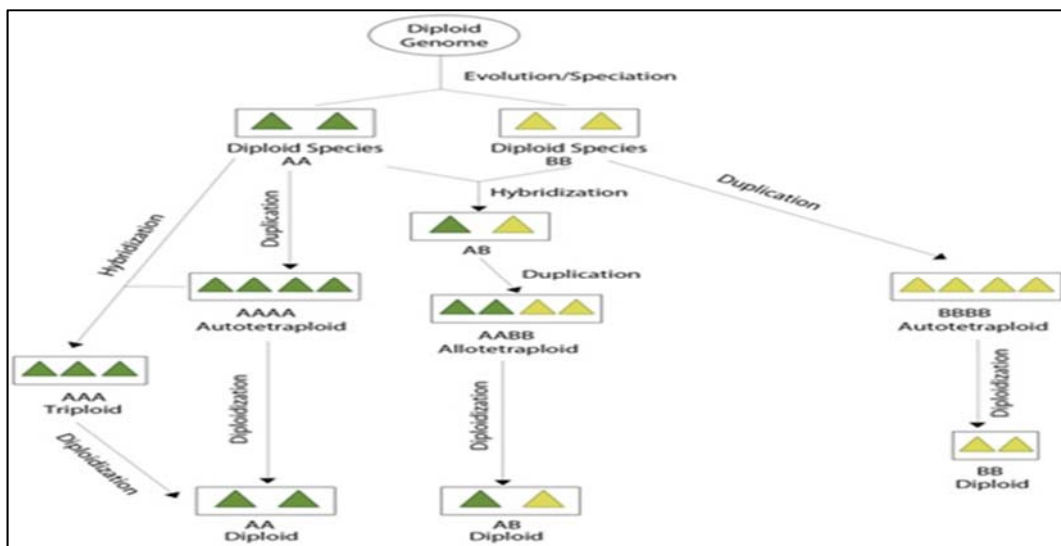 Diploid
Genome
Evolution/Speciation
Diploid Species
AA
Diploid Species
BB
Hybridization
Duplication
Hybridization
Duplication
AB
Duplication
AAAA
Autotetraploid
AABB
Allotetraploid
BBBB
Autotetraploid
AAA
Triploid
Diploidization
Diploidization
Diploidization
Diploidization
AA
Diploid
AB
Diploid
BB
Diploid